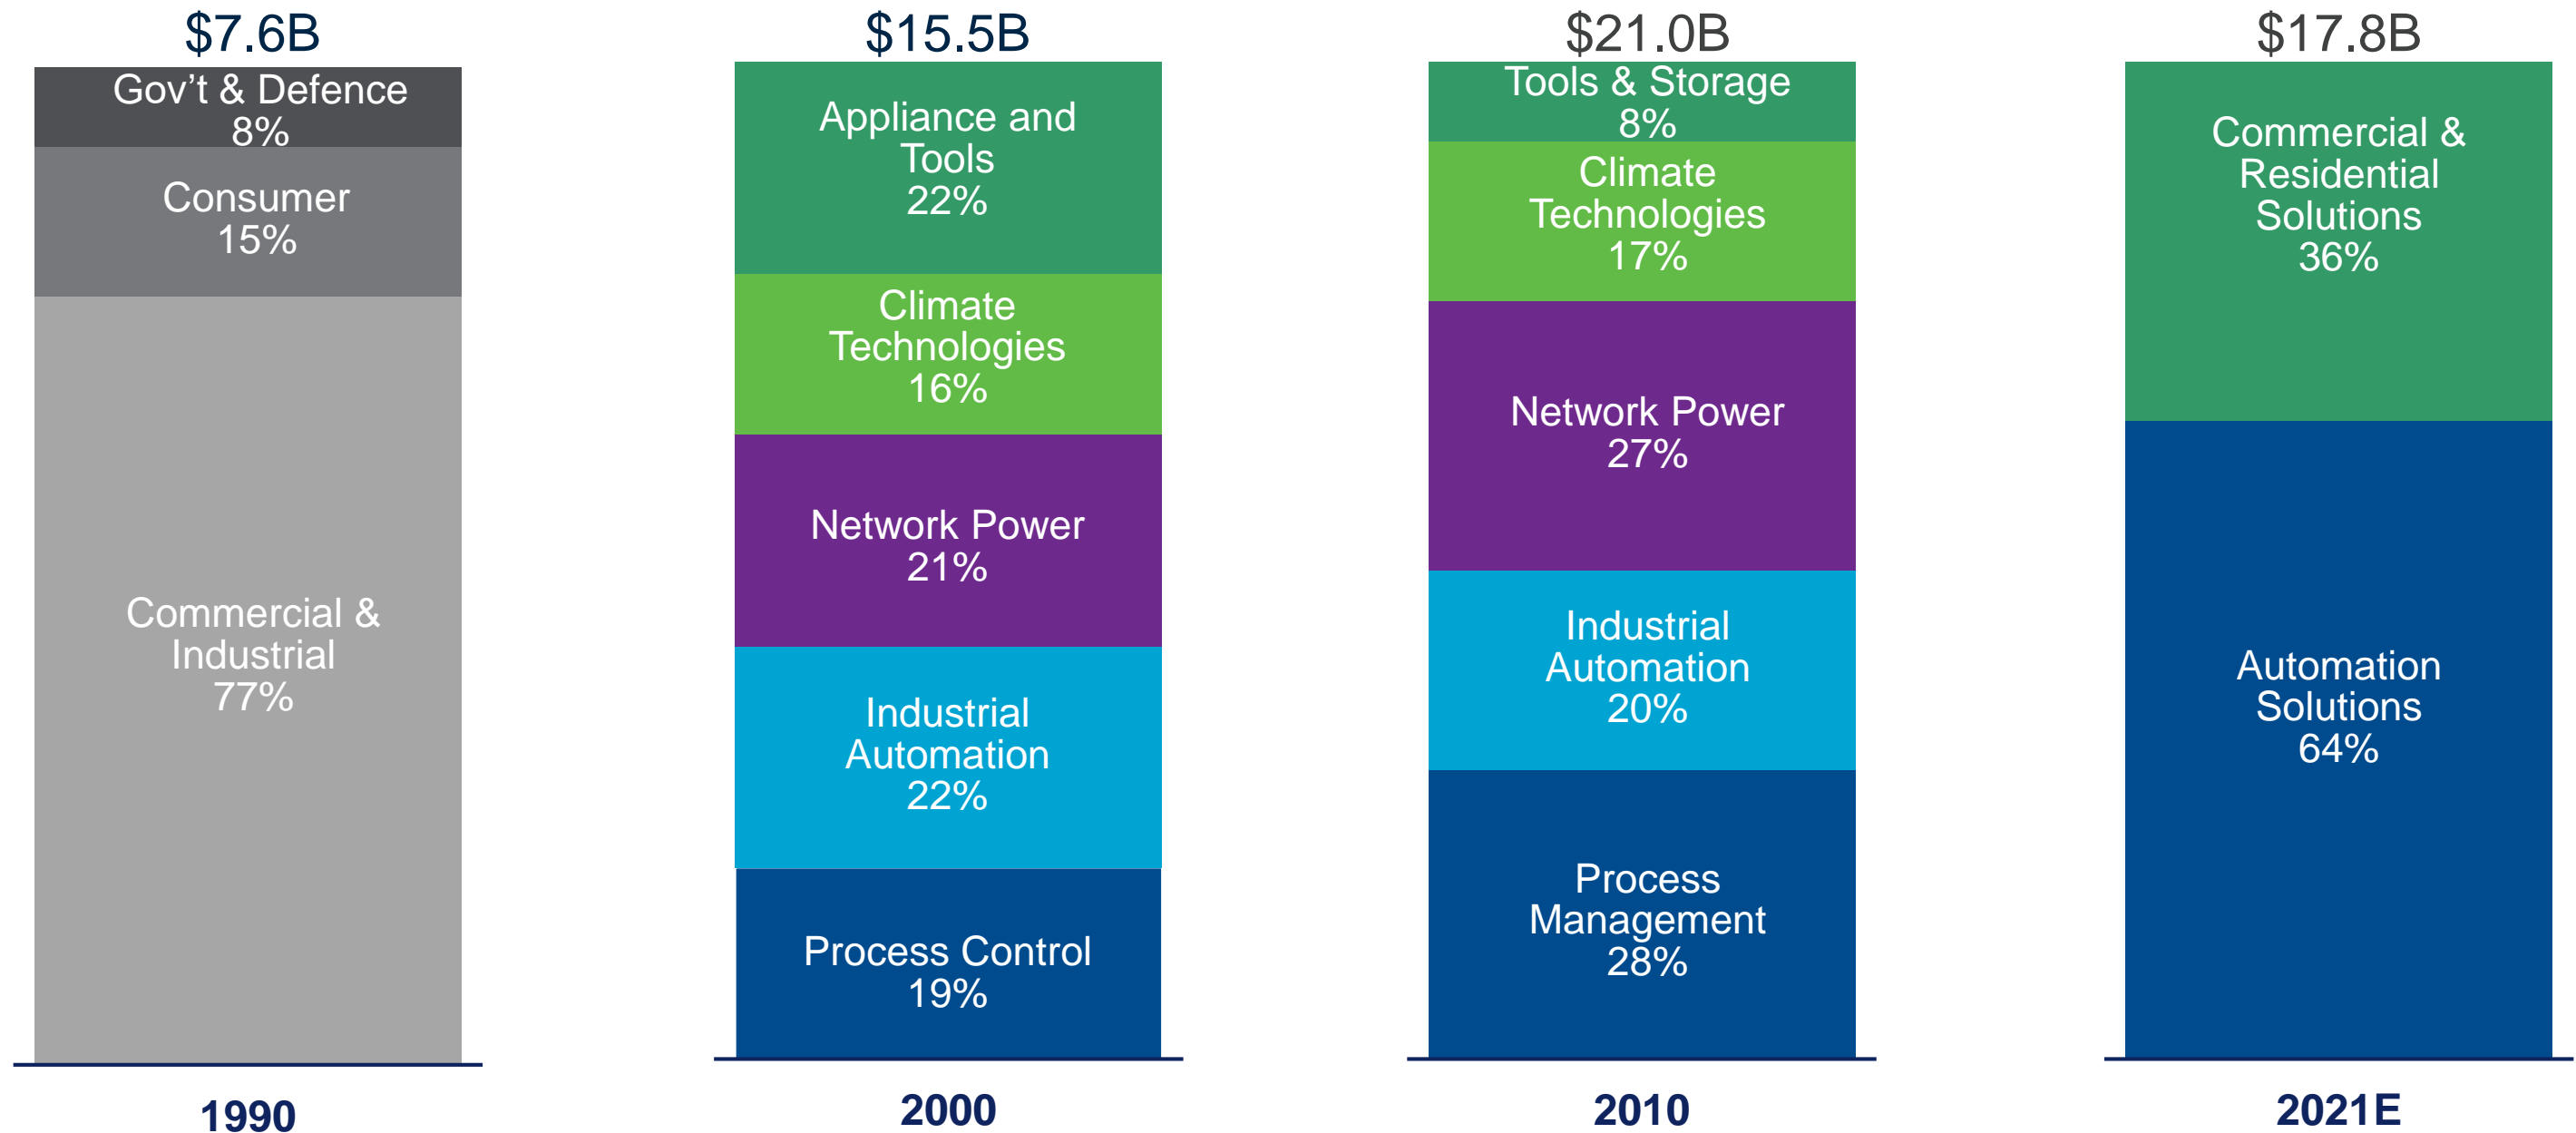 $7.6B
Gov’t & Defence
8%
Consumer
15%
Commercial &
Industrial
77%
1990
$15.5B
Appliance and
Tools
22%
Climate
Technologies
16%
Network Power
21%
Industrial
Automation
22%
Process Control
19%
2000
$21.0B
Tools & Storage
8%
Climate
Technologies
17%
Network Power
27%
Industrial
Automation
20%
Process
Management
28%
2010
$17.8B
Commercial &
Residential
Solutions
36%
Automation
Solutions
64%
2021E